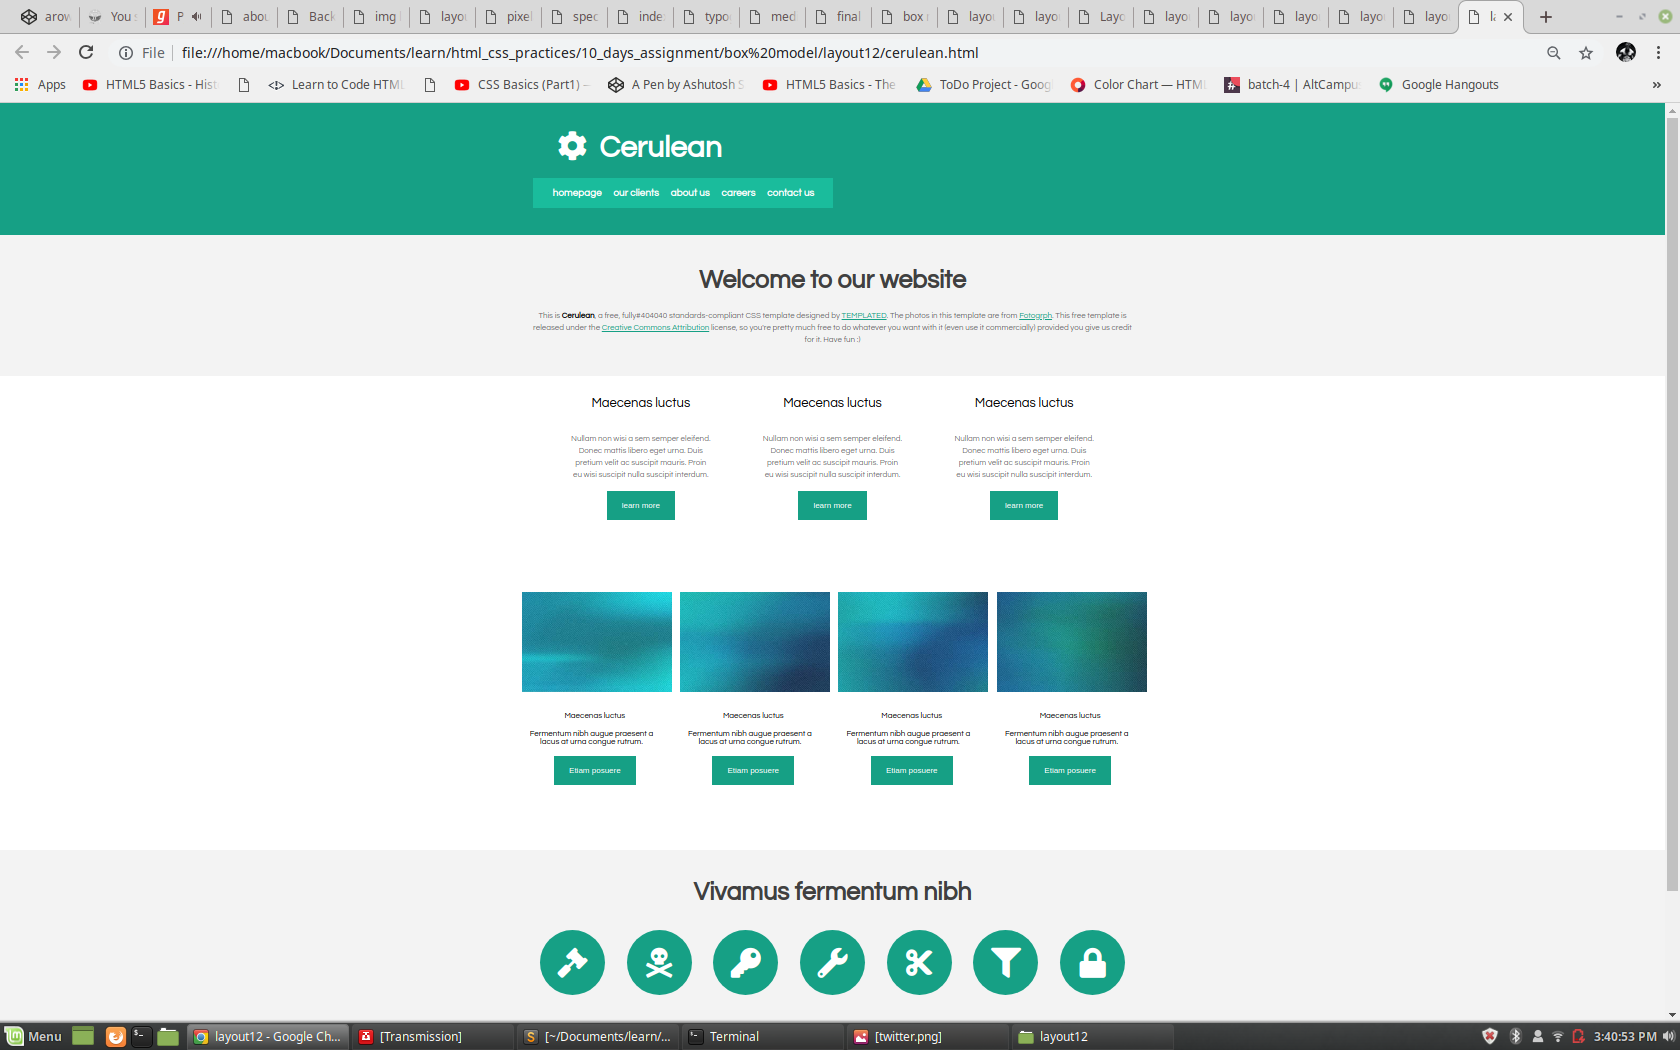 arow
You
P
abou
Back
img
layou
pixel
spec
inde
typo
med
final
box
layou
layou
Layo
layo
layou
layou
layou
layou
File
file:///home/macbook/Documents/learn/html_css_practices/10_days_assignment/box%20model/layout12/cerulean.html
Apps
HTML5 Basics - Hist
Learn to Code HTML
CSS Basics (Part1) –
A Pen by Ashutosh S
HTML5 Basics - The
ToDo Project - Goog
Color Chart — HTML
batch-4 | AltCampus
Google Hangouts
»
Cerulean
homepage our clients about us careers contact us
Welcome to our website
This is Cerulean, a free, fully#404040 standards-compliant CSS template designed by TEMPLATED. The photos in this template are from Fotogrph. This free template is
released under the Creative Commons Attribution license, so you're pretty much free to do whatever you want with it (even use it commercially) provided you give us credit
for it. Have fun :)
Maecenas luctus
Nullam non wisi a sem semper eleifend.
Donec mattis libero eget urna. Duis
pretium velit ac suscipit mauris. Proin
eu wisi suscipit nulla suscipit interdum.
learn more
Maecenas luctus
Nullam non wisi a sem semper eleifend.
Donec mattis libero eget urna. Duis
pretium velit ac suscipit mauris. Proin
eu wisi suscipit nulla suscipit interdum.
learn more
Maecenas luctus
Nullam non wisi a sem semper eleifend.
Donec mattis libero eget urna. Duis
pretium velit ac suscipit mauris. Proin
eu wisi suscipit nulla suscipit interdum.
learn more
Maecenas luctus
Fermentum nibh augue praesent a
lacus at urna congue rutrum.
Etiam posuere
Maecenas luctus
Fermentum nibh augue praesent a
lacus at urna congue rutrum.
Etiam posuere
Maecenas luctus
Fermentum nibh augue praesent a
lacus at urna congue rutrum.
Etiam posuere
Maecenas luctus
Fermentum nibh augue praesent a
lacus at urna congue rutrum.
Etiam posuere
Vivamus fermentum nibh
Menu
layout12 - Google Ch...
[Transmission]
[~/Documents/learn/...
Terminal
[twitter.png]
layout12
3:40:53 PM